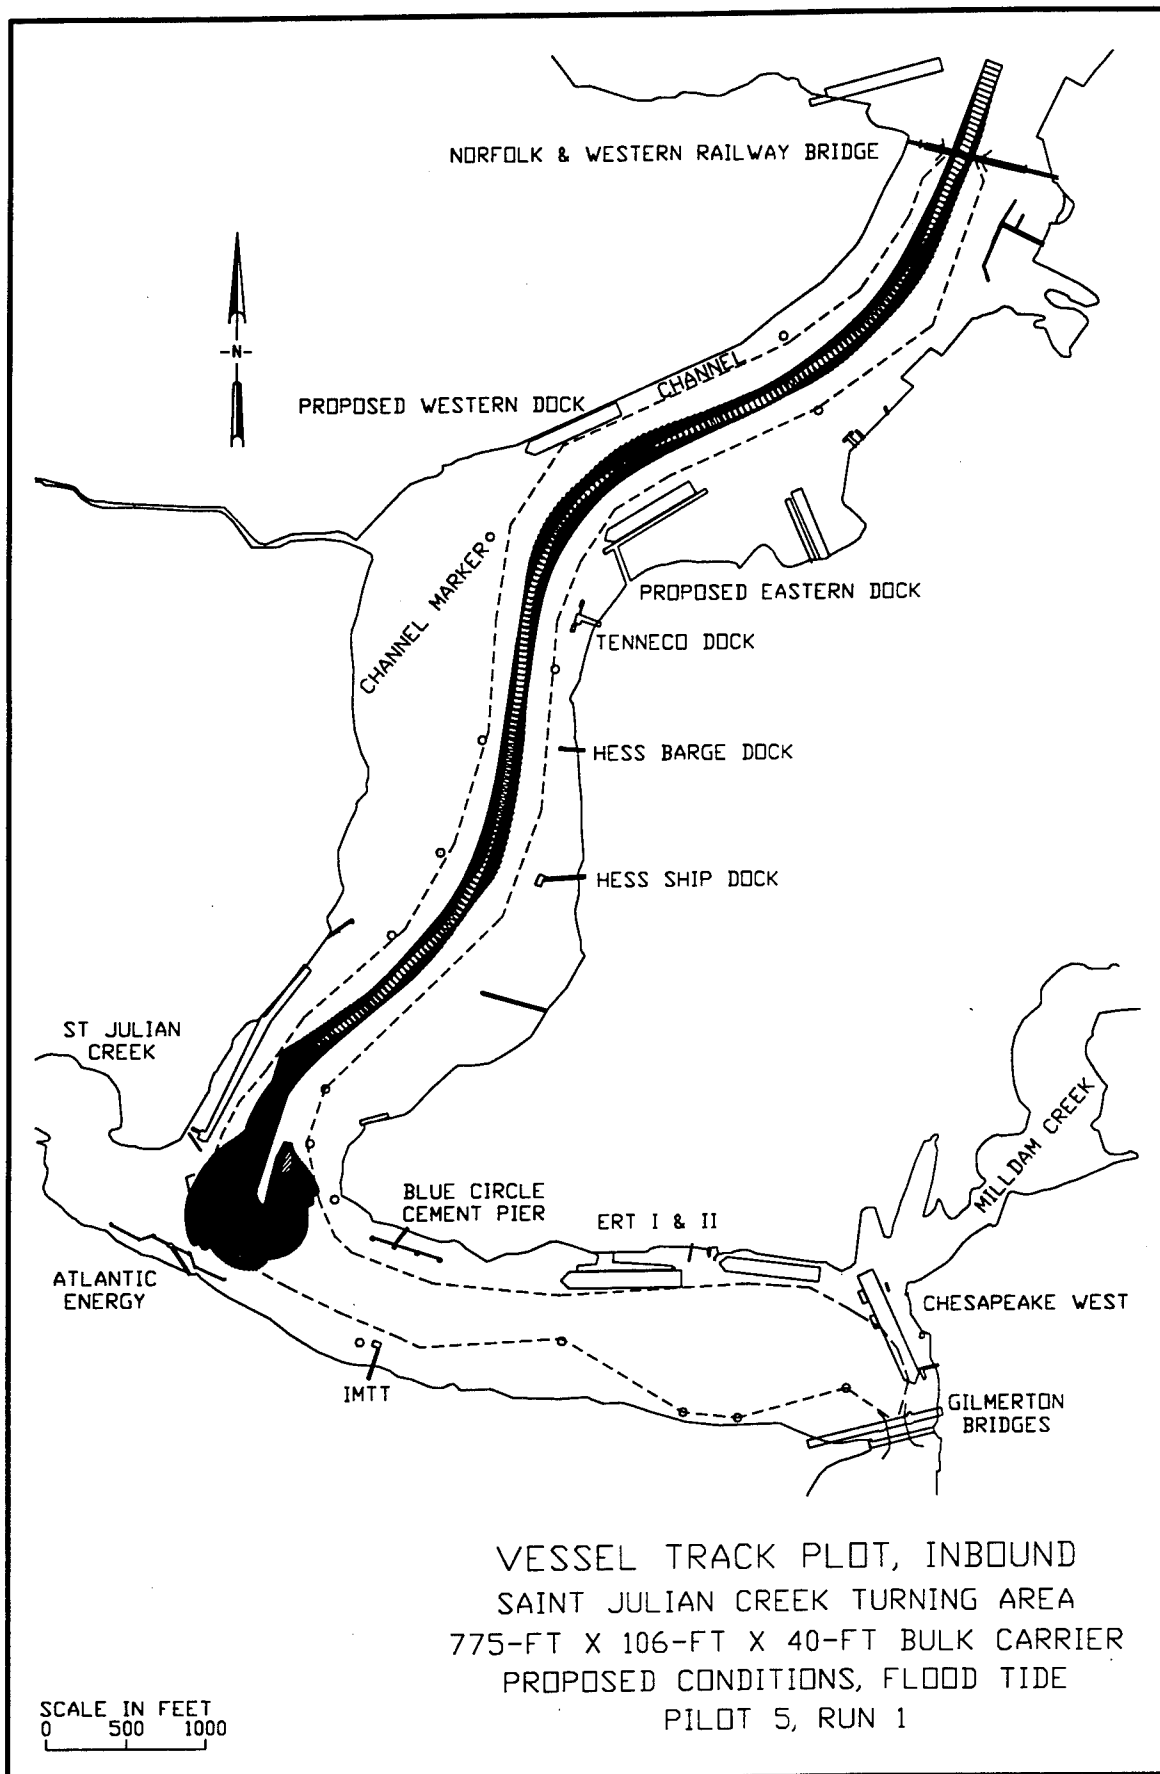 NORFOLK & WESTERN RAILWAY BRIDGE
-N-
CHANNEL
PROPOSED WESTERN DOCK
CHANNEL MARKER
PROPOSED EASTERN DOCK
TENNECO DOCK
HESS BARGE DOCK
HESS SHIP DOCK
ST JULIAN
CREEK
MILLDAM CREEK
BLUE CIRCLE
CEMENT PIER
ERT I & II
ATLANTIC
ENERGY
CHESAPEAKE WEST
IMTT
GILMERTON
BRIDGES
VESSEL TRACK PLOT, INBOUND
SAINT JULIAN CREEK TURNING AREA
775-FT X 106-FT X 40-FT BULK CARRIER
PROPOSED CONDITIONS, FLOOD TIDE
PILOT 5, RUN 1
SCALE IN FEET
0 500 1000